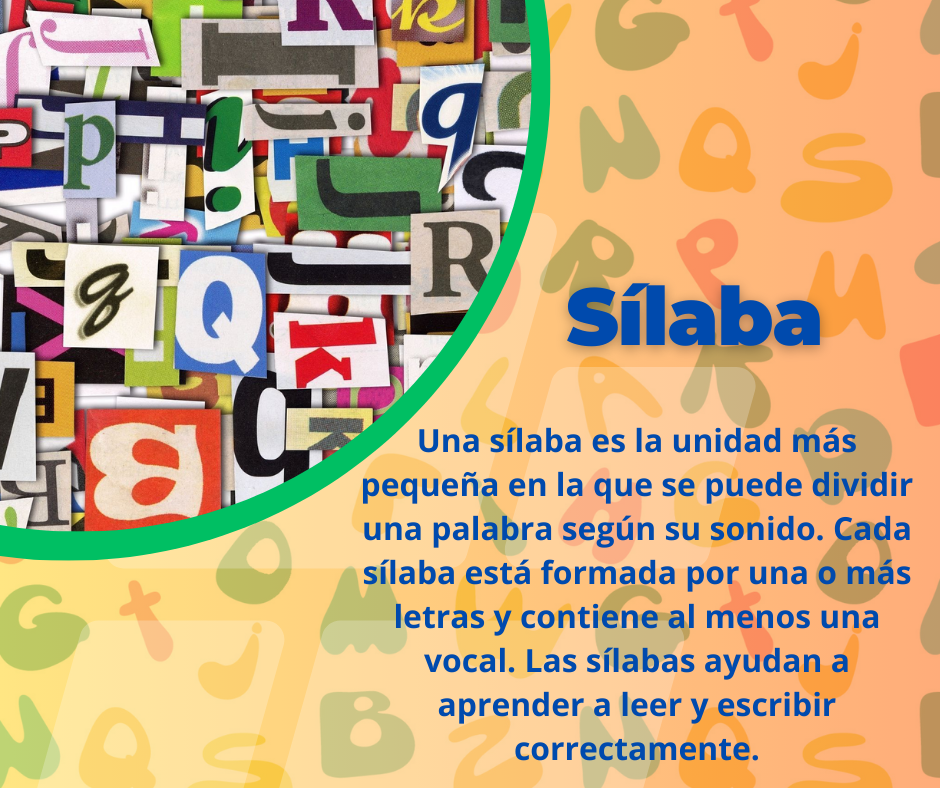 Sílaba
Una sílaba es la unidad más
pequeña en la que se puede dividir
una palabra según su sonido. Cada
sílaba está formada por una o más
letras y contiene al menos una
vocal. Las sílabas ayudan a
aprender a leer y escribir
correctamente.